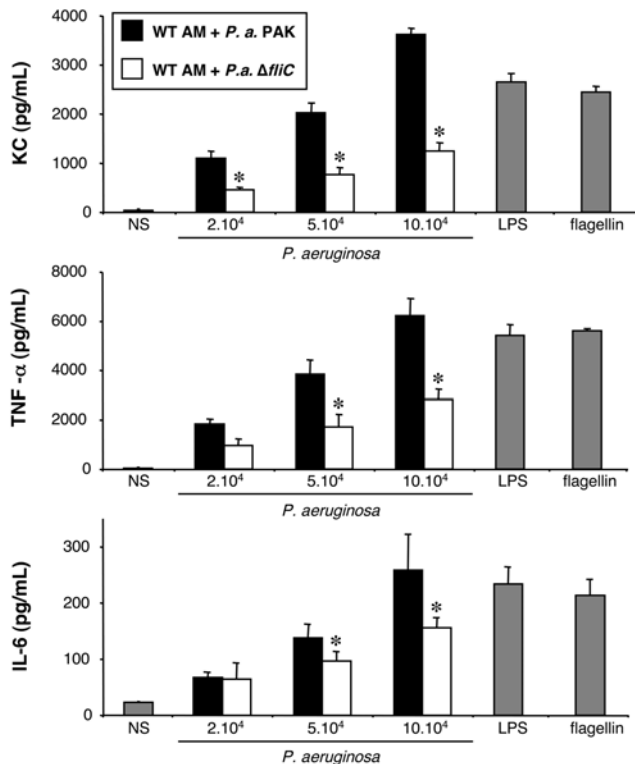 4000
3000
2000
1000
0
KC (pg/mL)
WT AM + P. a. PAK
WT AM + P.a. ΔfliC
*
*
*
NS
2.10⁴
5.10⁴
10.10⁴
LPS
flagellin
P. aeruginosa
8000
6000
4000
2000
0
TNF -α (pg/mL)
*
*
NS
2.10⁴
5.10⁴
10.10⁴
LPS
flagellin
P. aeruginosa
300
200
100
0
IL-6 (pg/mL)
*
*
NS
2.10⁴
5.10⁴
10.10⁴
LPS
flagellin
P. aeruginosa